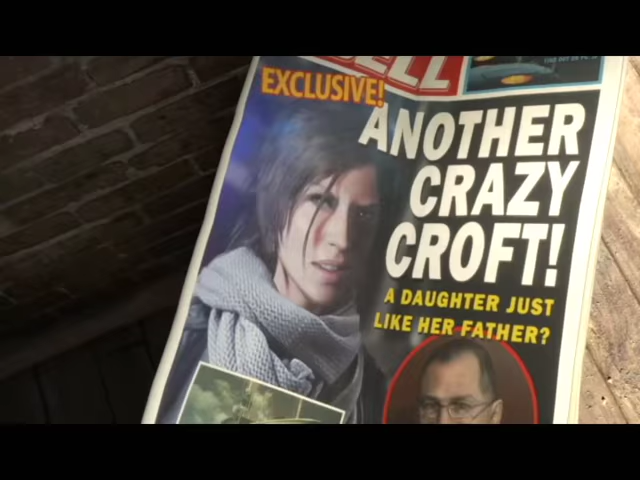 EXCLUSIVE!
ANOTHER
CRAZY
CROFT!
A DAUGHTER JUST
LIKE HER FATHER?